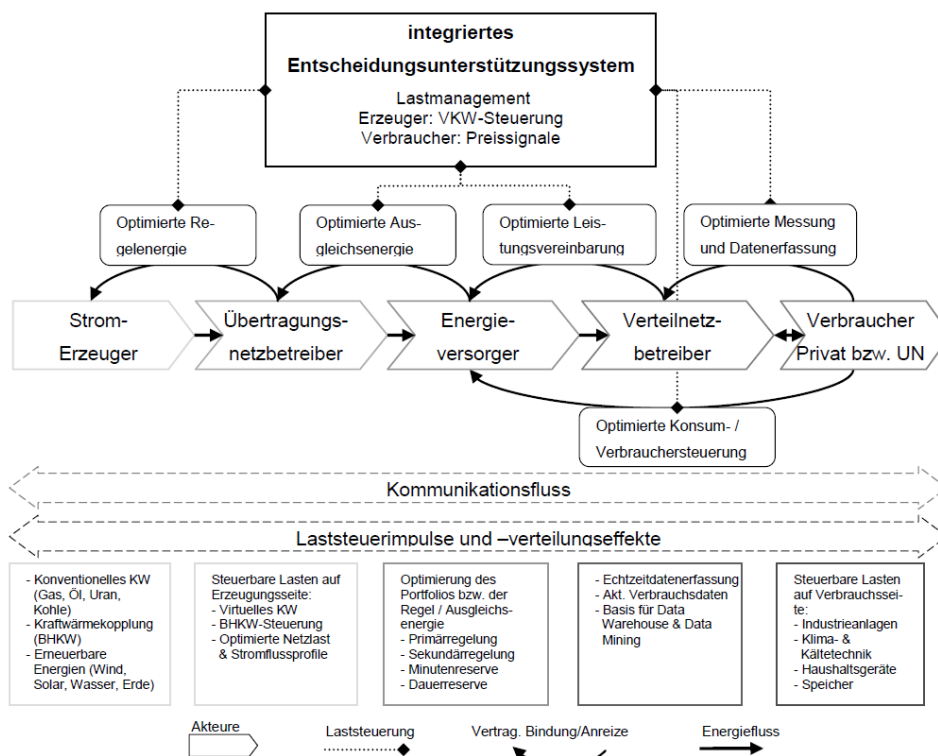 integriertes
Entscheidungsunterstützungssystem
Lastmanagement
Erzeuger: VKW-Steuerung
Verbraucher: Preissignale
Optimierte Re-
gelenergie
Optimierte Aus-
gleichsenergie
Optimierte Leis-
tungsvereinbarung
Optimierte Messung
und Datenerfassung
Strom-
Erzeuger
Übertragungs-
netzbetreiber
Energie-
versorger
Verteilnetz-
betreiber
Verbraucher
Privat bzw. UN
Optimierte Konsum- /
Verbrauchersteuerung
Kommunikationsfluss
Laststeuerimpulse und –verteilungseffekte
- Konventionelles KW
(Gas, Öl, Uran,
Kohle)
- Kraftwärmekopplung
(BHKW)
- Erneuerbare
Energien (Wind,
Solar, Wasser, Erde)
Steuerbare Lasten auf
Erzeugungsseite:
- Virtuelles KW
- BHKW-Steuerung
- Optimierte Netzlast
& Stromflussprofile
Optimierung des
Portfolios bzw. der
Regel / Ausgleichs-
energie
- Primärregelung
- Sekundärregelung
- Minutenreserve
- Dauerreserve
- Echtzeitdatenerfassung
- Akt. Verbrauchsdaten
- Basis für Data
Warehouse & Data
Mining
Steuerbare Lasten
auf Verbrauchssei-
te:
- Industrieanlagen
- Klima- &
Kältetechnik
- Haushaltsgeräte
- Speicher
Akteure
Laststeuerung
Vertrag. Bindung/Anreize
Energiefluss